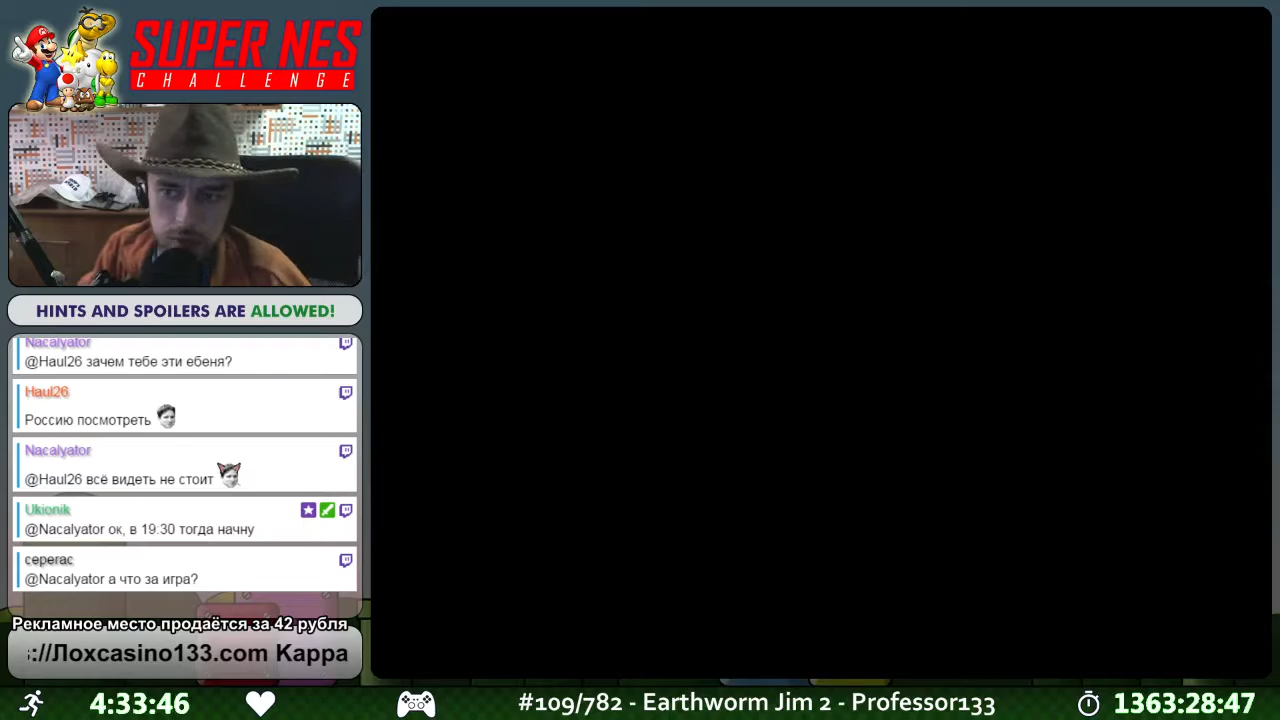 SUPER NES
CHALLENGE
HINTS AND SPOILERS ARE ALLOWED!
Nacalyator
@Haul26 зачем тебе эти ебеня?
Haul26
Россию посмотреть
Nacalyator
@Haul26 всё видеть не стоит
Ukionik
@Nacalyator ок, в 19:30 тогда начну
ceperac
@Nacalyator а что за игра?
Рекламное место продаётся за 42 рубля
://Лохcasino133.com Kappa
4:33:46
#109/782 - Earthworm Jim 2 - Professor133
1363:28:47